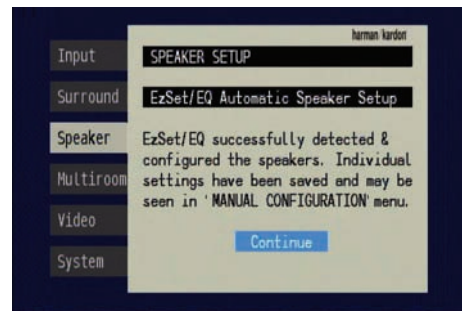 harman/kardon
Input
Surround
Speaker
Multiroom
Video
System
SPEAKER SETUP
EzSet/EQ Automatic Speaker Setup
EzSet/EQ successfully detected &
configured the speakers. Individual
settings have been saved and may be
seen in 'MANUAL CONFIGURATION' menu.
Continue